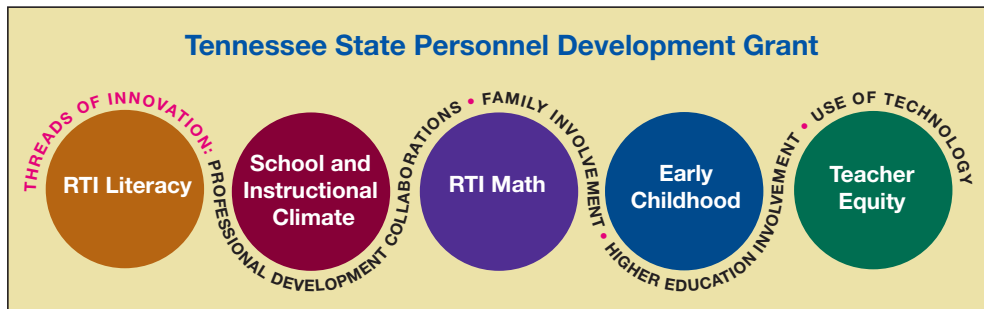 Tennessee State Personnel Development Grant
THREADS OF INNOVATION: PROFESSIONAL DEVELOPMENT COLLABORATIONS • FAMILY INVOLVEMENT • HIGHER EDUCATION INVOLVEMENT • USE OF TECHNOLOGY
RTI Literacy
School and
Instructional
Climate
RTI Math
Early
Childhood
Teacher
Equity